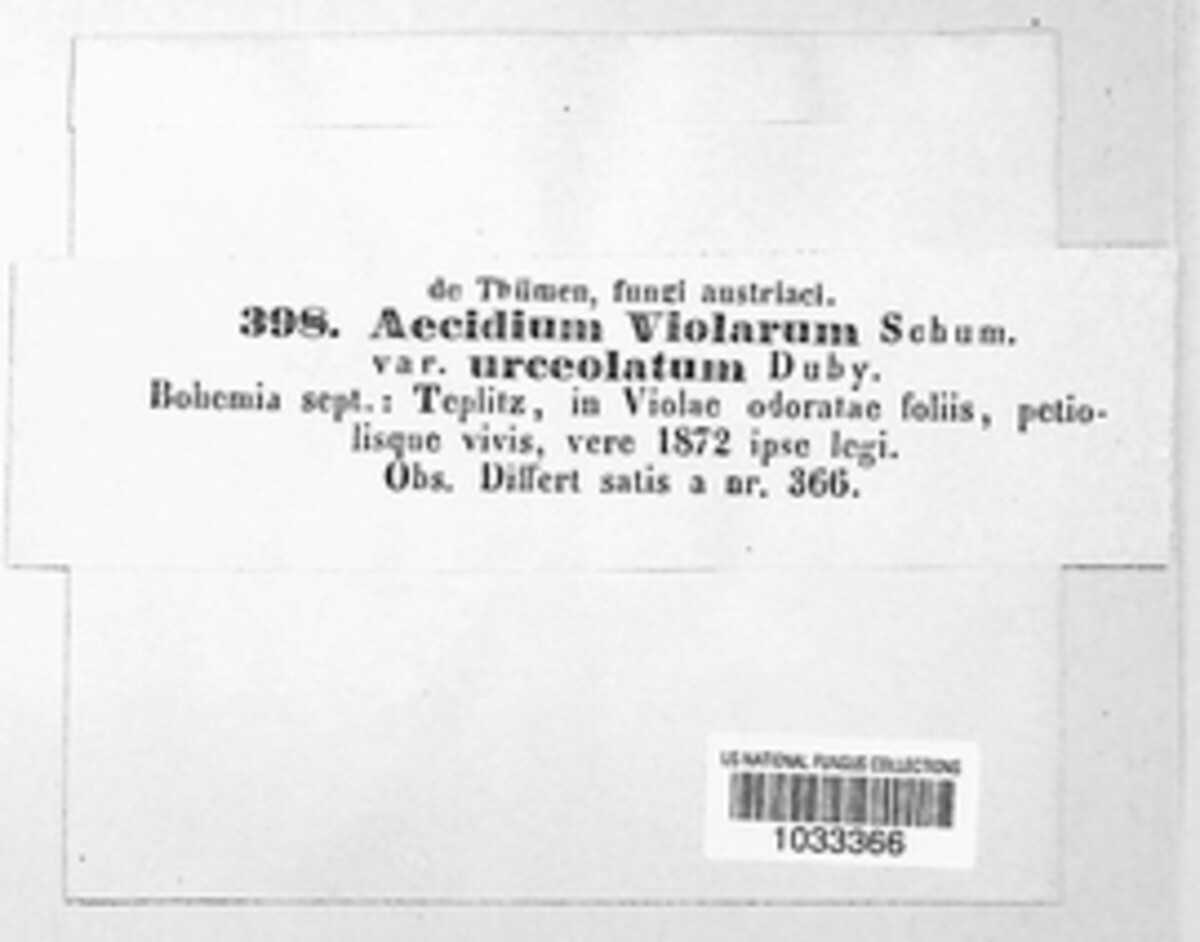 de Thümen, fungi austriaci.
398. Aecidium Violarum Schum.
var. urceolatum Duby.
Bohemia sept.: Teplitz, in Violae odoratae foliis, petio-
lisque vivis, vere 1872 ipse legi.
Obs. Differt satis a nr. 366.
US NATIONAL FUNGUS COLLECTIONS
1033366